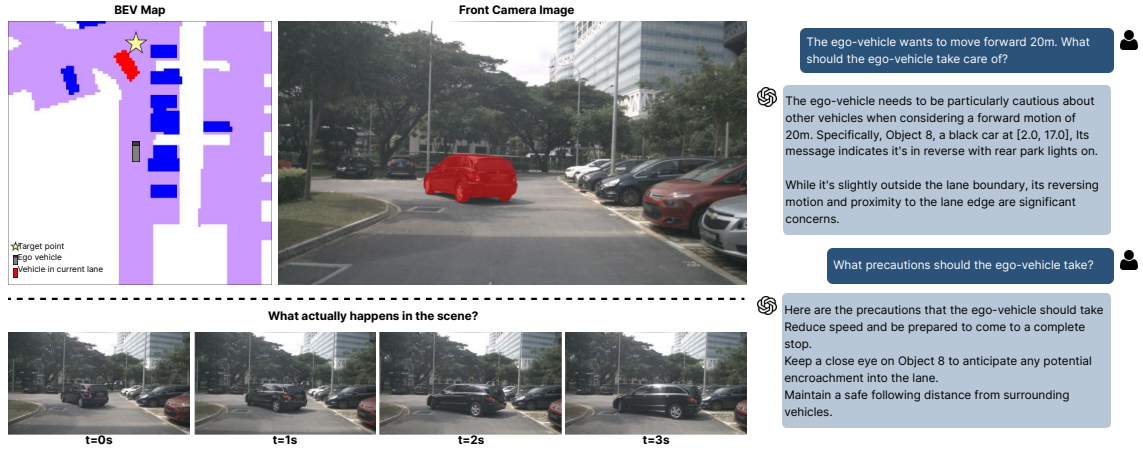 BEV Map
Front Camera Image
Target point
Ego vehicle
Vehicle in current lane
What actually happens in the scene?
t=0s
t=1s
t=2s
t=3s
The ego-vehicle wants to move forward 20m. What
should the ego-vehicle take care of?
The ego-vehicle needs to be particularly cautious about
other vehicles when considering a forward motion of
20m. Specifically, Object 8, a black car at [2.0, 17.0], Its
message indicates it's in reverse with rear park lights on.
While it's slightly outside the lane boundary, its reversing
motion and proximity to the lane edge are significant
concerns.
What precautions should the ego-vehicle take?
Here are the precautions that the ego-vehicle should take
Reduce speed and be prepared to come to a complete
stop.
Keep a close eye on Object 8 to anticipate any potential
encroachment into the lane.
Maintain a safe following distance from surrounding
vehicles.